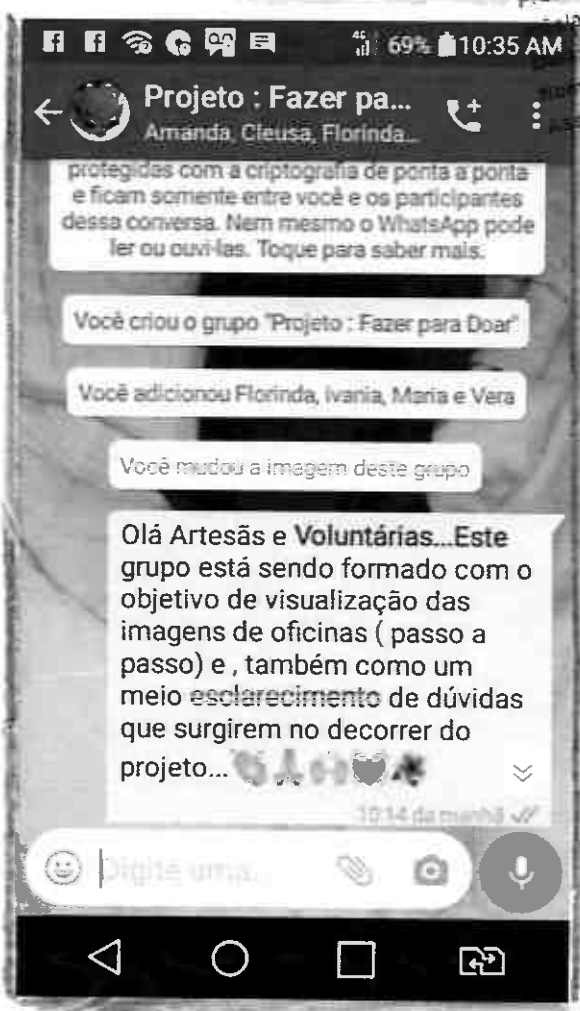 46 69% 10:35 AM
Projeto : Fazer pa...
Amanda, Cleusa, Florinda...
protegidas com a criptografia de ponta a ponta
e ficam somente entre você e os participantes
dessa conversa. Nem mesmo o WhatsApp pode
ler ou ouvi-las. Toque para saber mais.
Você criou o grupo "Projeto : Fazer para Doar"
Você adicionou Florinda, Ivania, Maria e Vera
Você mudou a imagem deste grupo
Olá Artesãs e Voluntárias...Este
grupo está sendo formado com o
objetivo de visualização das
imagens de oficinas ( passo a
passo) e , também como um
meio esclarecimento de dúvidas
que surgirem no decorrer do
projeto...
10:14 da manhã
Digite uma...